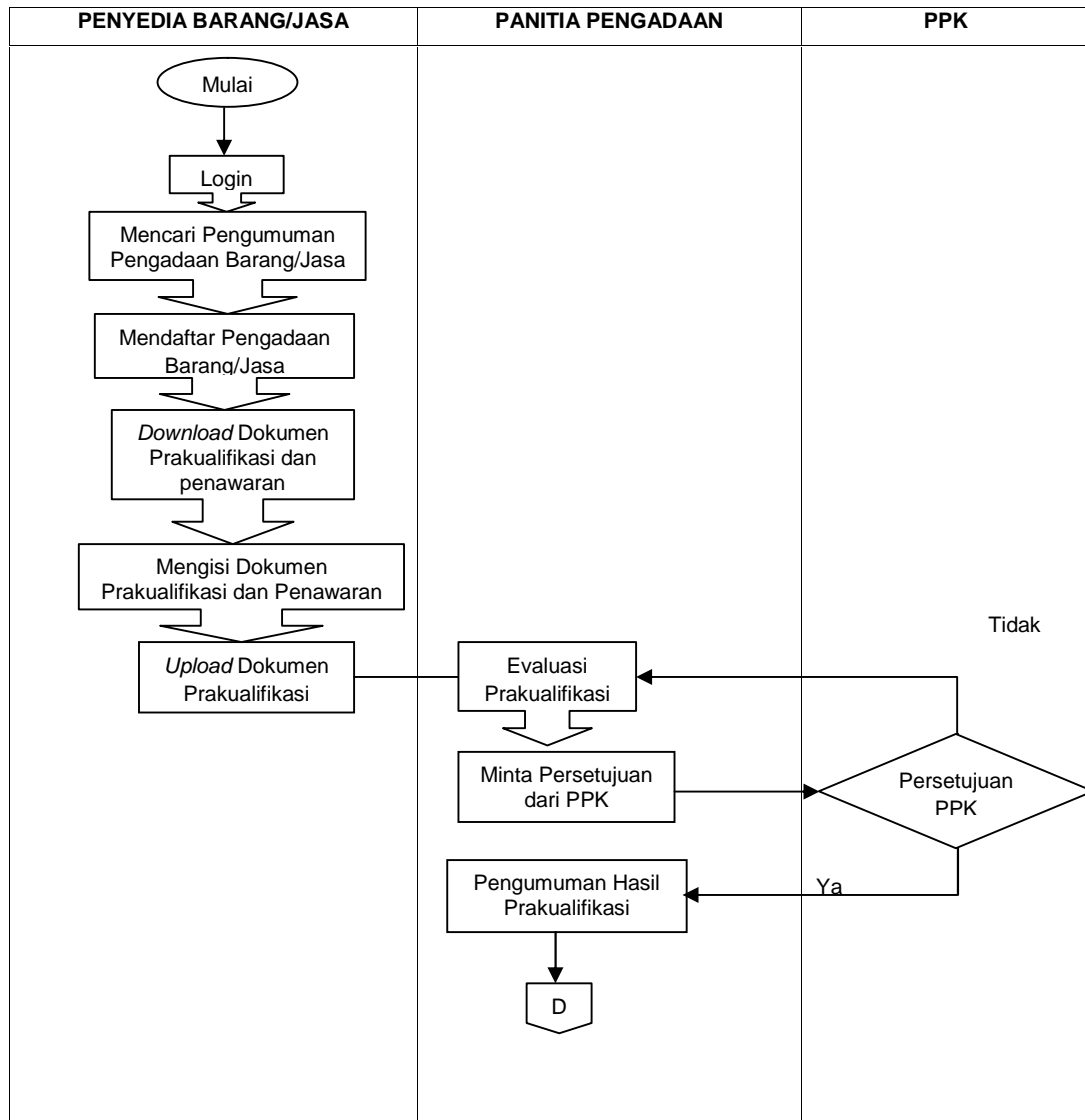 PENYEDIA BARANG/JASA
PANITIA PENGADAAN
PPK
Mulai
Login
Mencari Pengumuman
Pengadaan Barang/Jasa
Mendaftar Pengadaan
Barang/Jasa
Download Dokumen
Prakualifikasi dan
penawaran
Mengisi Dokumen
Prakualifikasi dan Penawaran
Upload Dokumen
Prakualifikasi
Evaluasi
Prakualifikasi
Tidak
Minta Persetujuan
dari PPK
Persetujuan
PPK
Ya
Pengumuman Hasil
Prakualifikasi
D